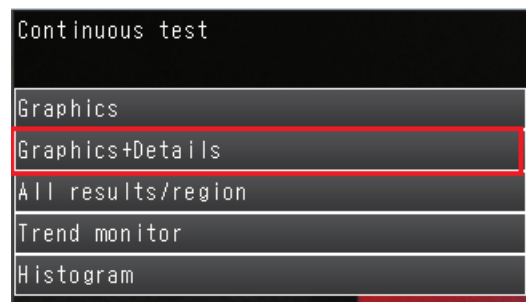 Continuous test
Graphics
Graphics+Details
All results/region
Trend monitor
Histogram